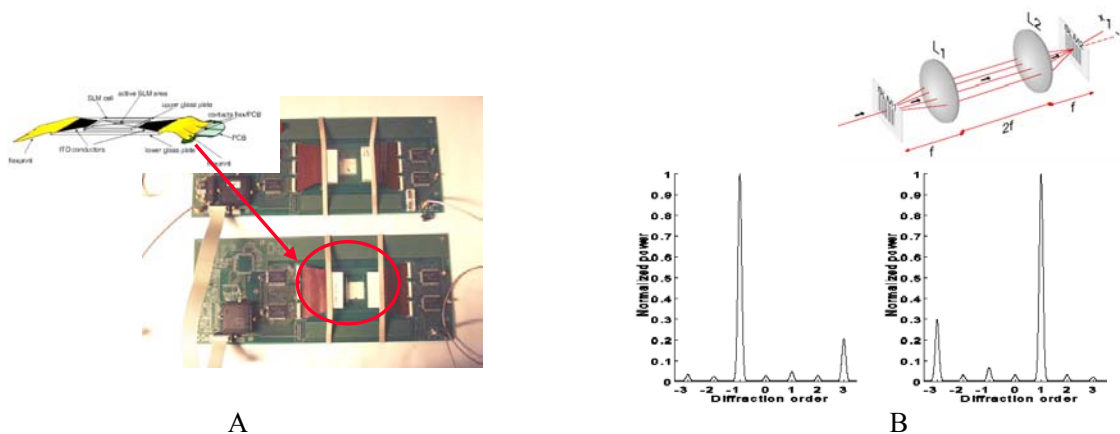 active SLM area
SLM cell
upper glass plate
contacts flex/PCB
PCB
flexprint
ITO conductors
lower glass plate
flexprint
L1
L2
x1
SLM1
SLM2
f
2f
f
Normalized power
1
0.9
0.8
0.7
0.6
0.5
0.4
0.3
0.2
0.1
0
-3 -2 -1 0 1 2 3
Diffraction order
Normalized power
1
0.9
0.8
0.7
0.6
0.5
0.4
0.3
0.2
0.1
0
-3 -2 -1 0 1 2 3
Diffraction order
A
B